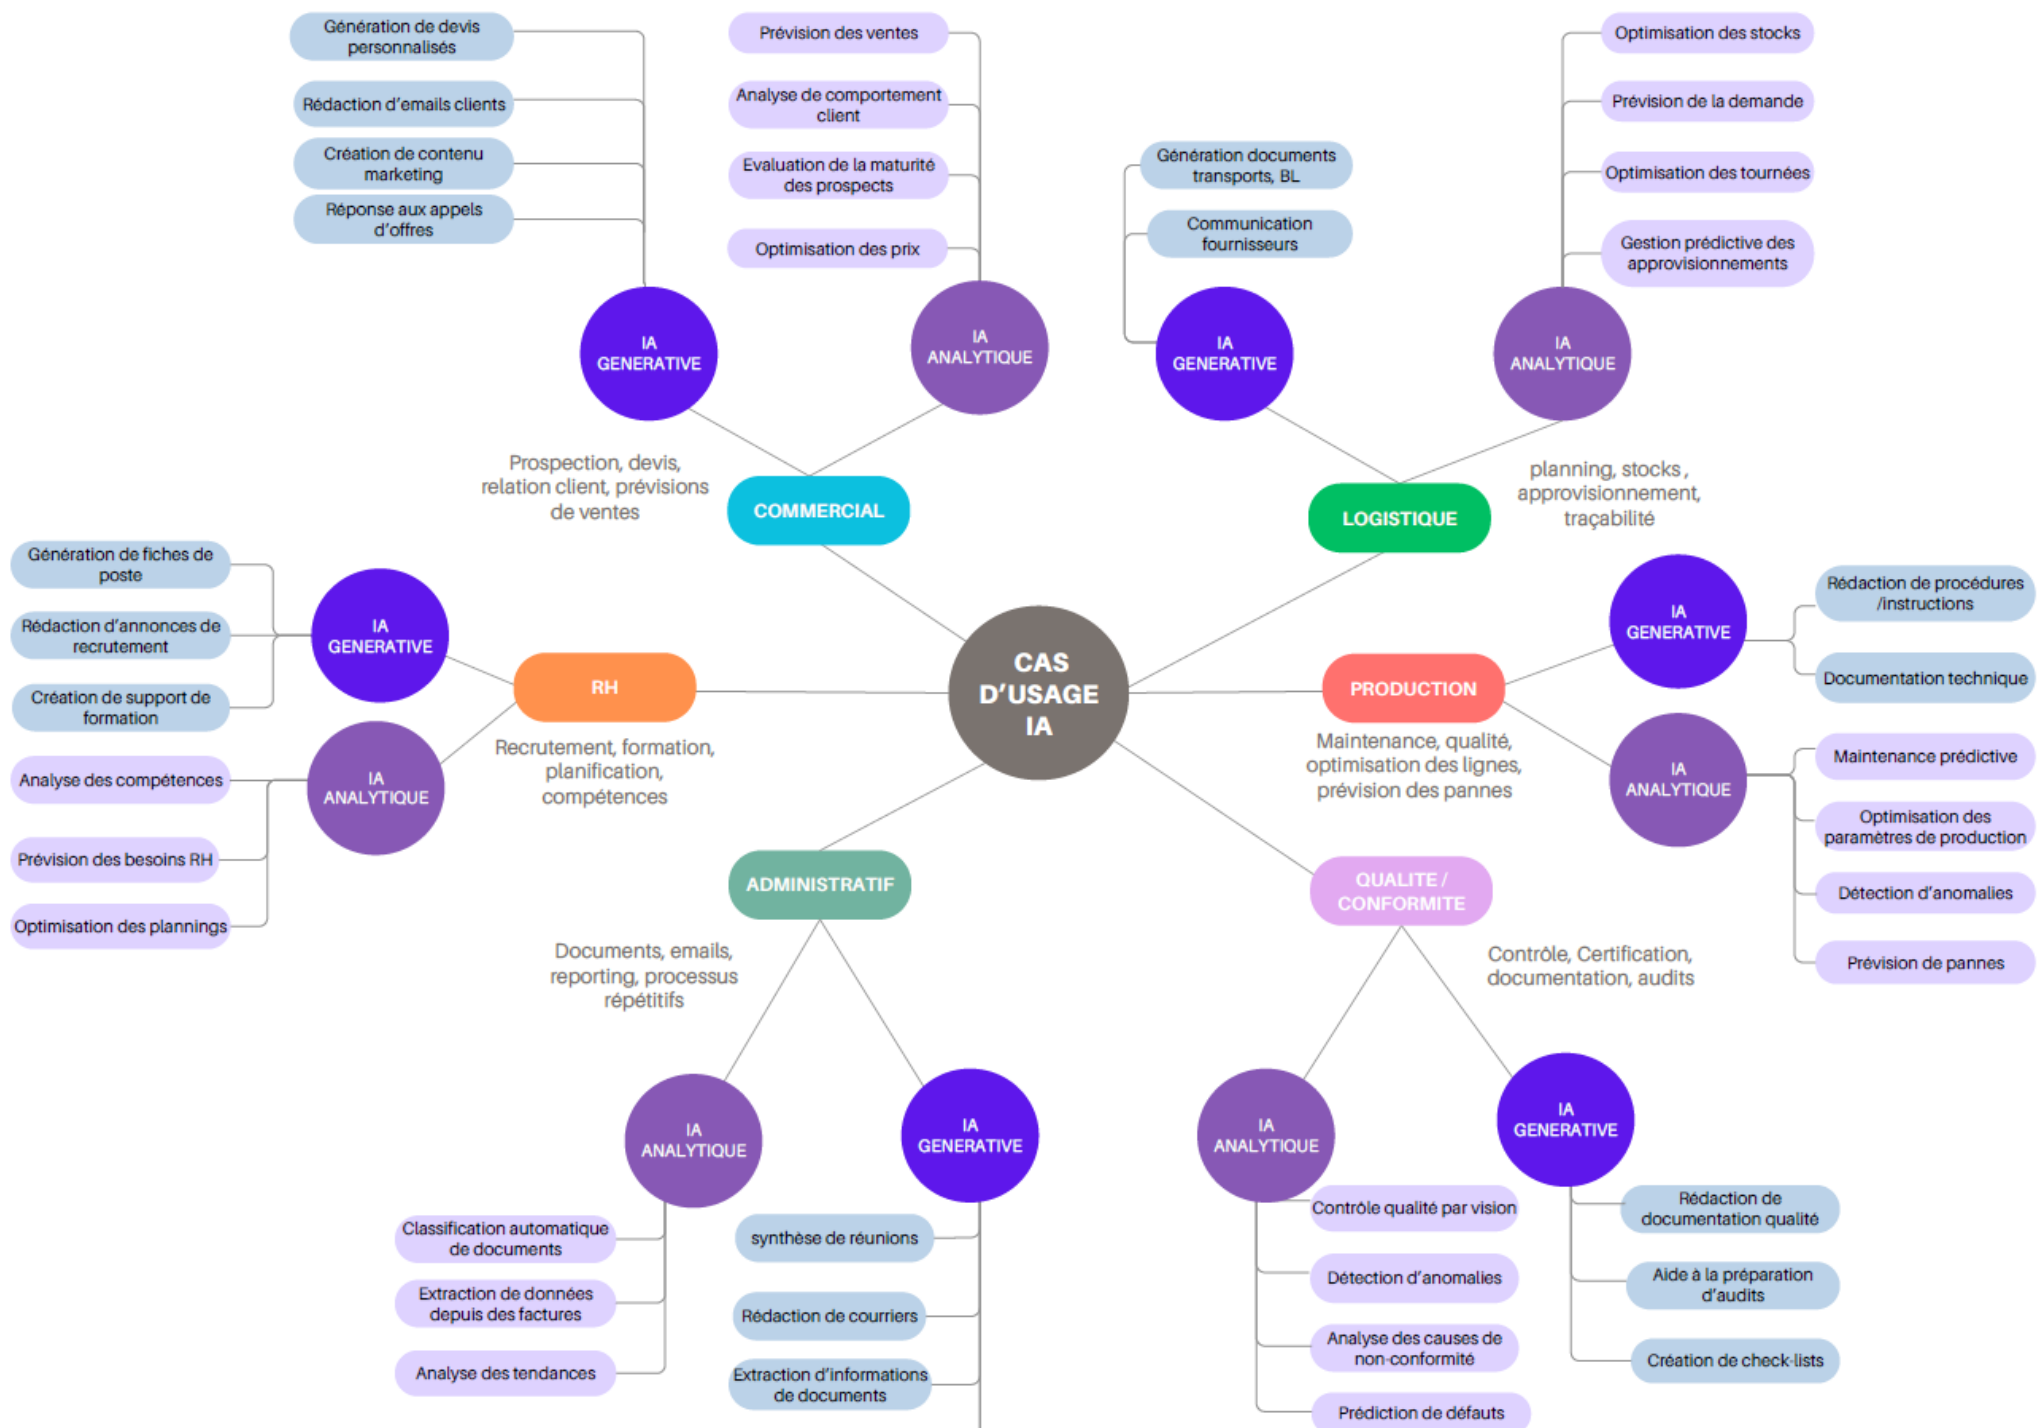 Génération de devis
personnalisés
Rédaction d'emails clients
Création de contenu
marketing
Réponse aux appels
d'offres
Prévision des ventes
Analyse de comportement
client
Evaluation de la maturité
des prospects
Optimisation des prix
Génération documents
transports, BL
Communication
fournisseurs
Optimisation des stocks
Prévision de la demande
Optimisation des tournées
Gestion prédictive des
approvisionnements
IA
GENERATIVE
IA
ANALYTIQUE
IA
GENERATIVE
IA
ANALYTIQUE
Prospection, devis,
relation client, prévisions
de ventes
COMMERCIAL
LOGISTIQUE
planning, stocks ,
approvisionnement,
traçabilité
Génération de fiches de
poste
Rédaction d'annonces de
recrutement
Création de support de
formation
IA
GENERATIVE
RH
Recrutement, formation,
planification,
compétences
IA
ANALYTIQUE
Analyse des compétences
Prévision des besoins RH
Optimisation des plannings
CAS
D'USAGE
IA
PRODUCTION
Maintenance, qualité,
optimisation des lignes,
prévision des pannes
IA
GENERATIVE
Rédaction de procédures
/instructions
Documentation technique
IA
ANALYTIQUE
Maintenance prédictive
Optimisation des
paramètres de production
Détection d'anomalies
Prévision de pannes
ADMINISTRATIF
Documents, emails,
reporting, processus
répétitifs
QUALITE /
CONFORMITE
Contrôle, Certification,
documentation, audits
IA
ANALYTIQUE
Classification automatique
de documents
Extraction de données
depuis des factures
Analyse des tendances
IA
GENERATIVE
synthèse de réunions
Rédaction de courriers
Extraction d'informations
de documents
IA
ANALYTIQUE
Contrôle qualité par vision
Détection d'anomalies
Analyse des causes de
non-conformité
Prédiction de défauts
IA
GENERATIVE
Rédaction de
documentation qualité
Aide à la préparation
d'audits
Création de check-lists